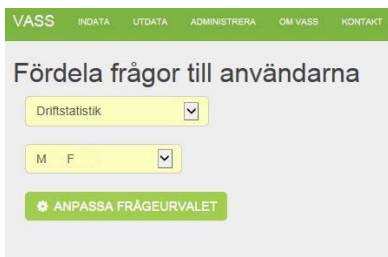 VASS INDATA UTDATA ADMINISTRERA OM VASS KONTAKT
Fördela frågor till användarna
Driftstatistik
M F
ANPASSA FRÅGEURVALET